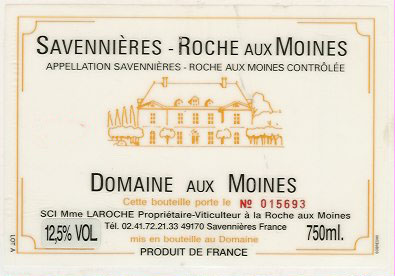 SAVENNIÈRES - ROCHE AUX MOINES
APPELLATION SAVENNIÈRES - ROCHE AUX MOINES CONTRÔLÉE
DOMAINE AUX MOINES
Cette bouteille porte le Nº 015693
SCI Mme LAROCHE Propriétaire-Viticulteur à la Roche aux Moines
12,5% VOL. Tél. 02.41.72.21.33 49170 Savennières France 750ml.
mis en bouteille au Domaine
PRODUIT DE FRANCE
LOT A